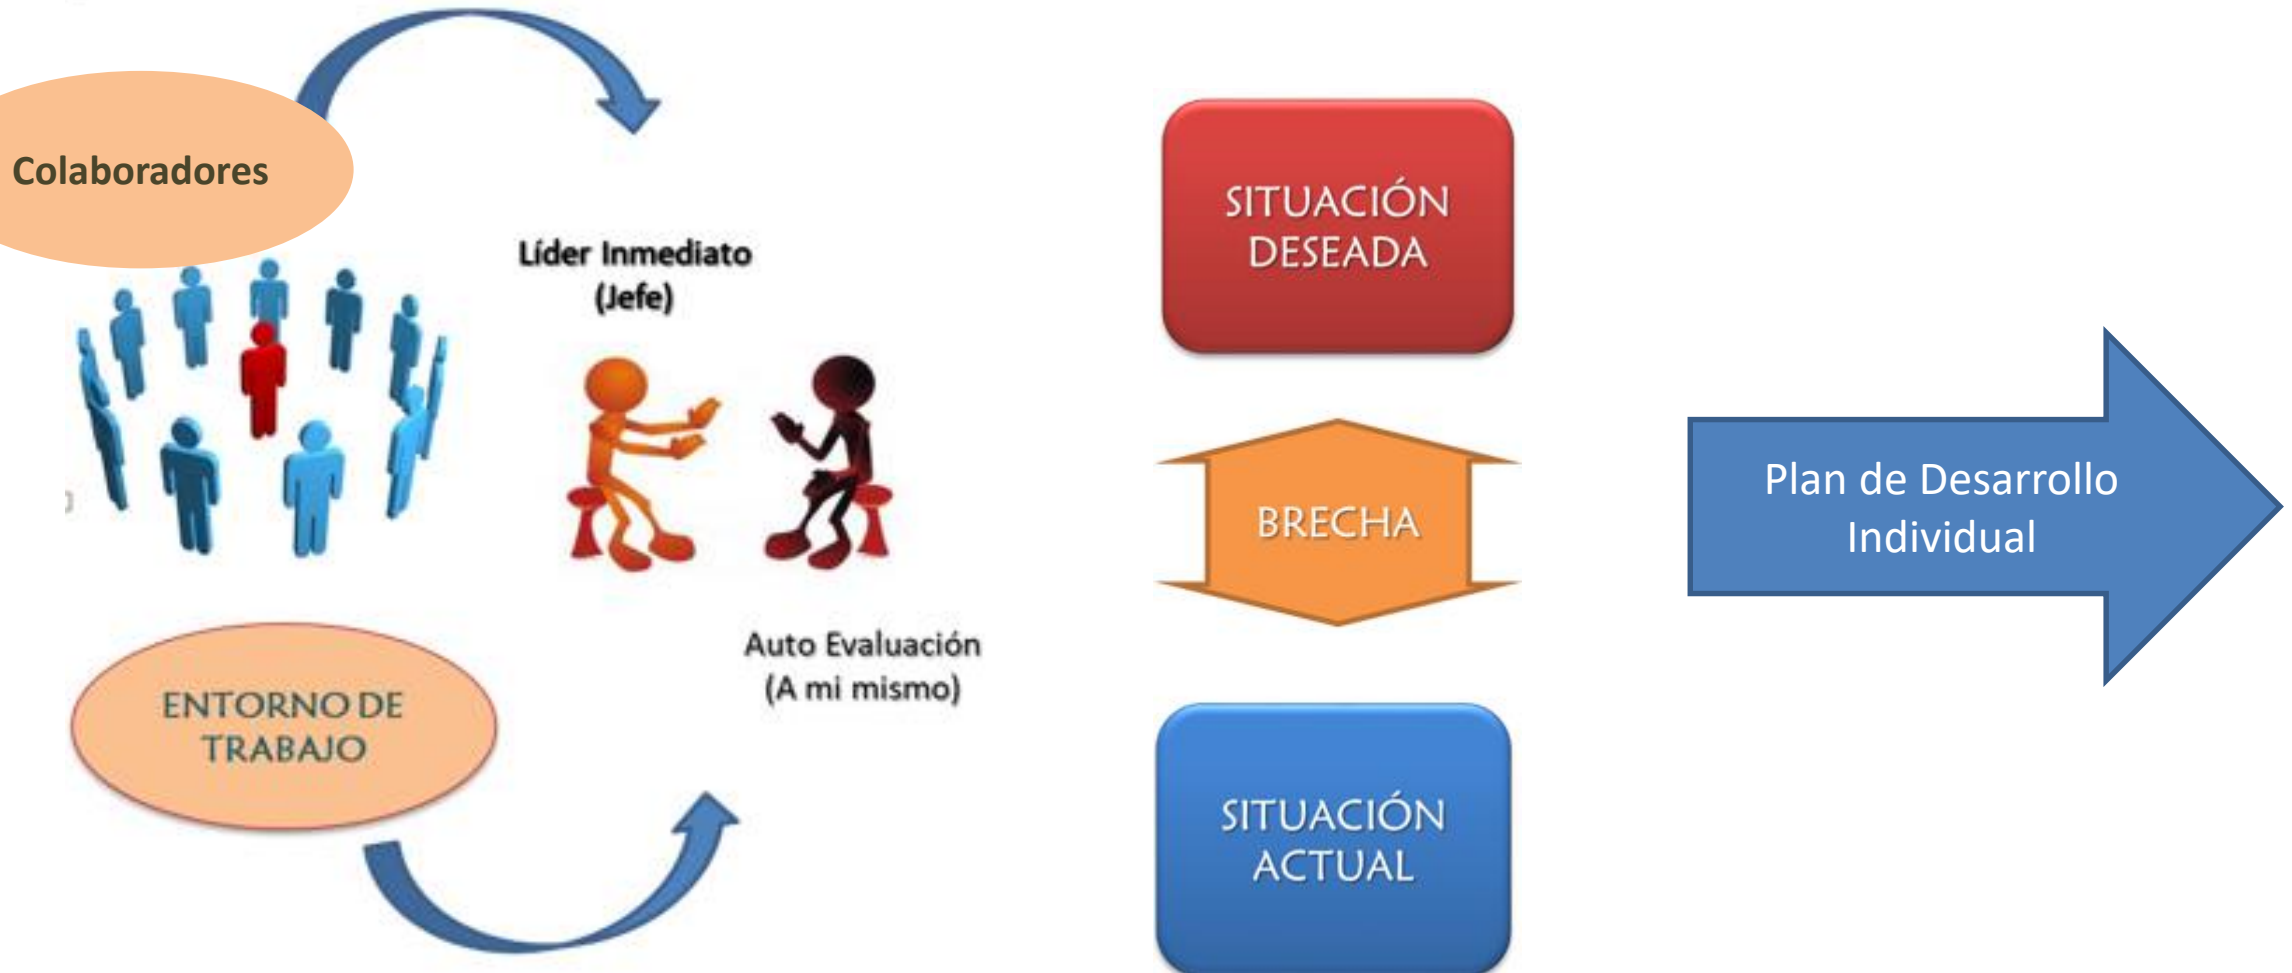 Colaboradores
Líder Inmediato
(Jefe)
Auto Evaluación
(A mi mismo)
ENTORNO DE
TRABAJO
SITUACIÓN
DESEADA
BRECHA
SITUACIÓN
ACTUAL
Plan de Desarrollo
Individual